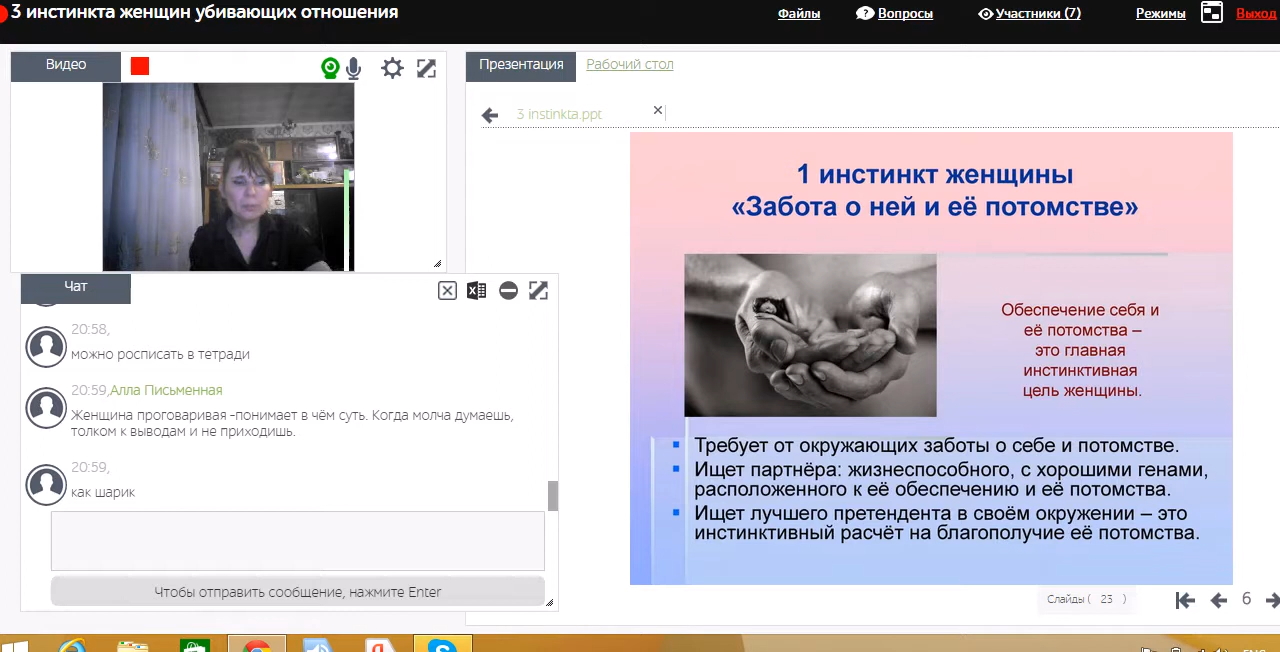 3 инстинкта женщин убивающих отношения
Файлы
Вопросы
Участники (7)
Режимы
Выход
Видео
Презентация
Рабочий стол
3 instinkta.ppt
1 инстинкт женщины
«Забота о ней и её потомстве»
Обеспечение себя и
её потомства –
это главная
инстинктивная
цель женщины.
Требует от окружающих заботы о себе и потомстве.
Ищет партнёра: жизнеспособного, с хорошими генами,
расположенного к её обеспечению и её потомства.
Ищет лучшего претендента в своём окружении – это
инстинктивный расчёт на благополучие её потомства.
Слайды ( 23 )
6
Чат
20:58,
можно росписать в тетради
20:59,Алла Письменная
Женщина проговаривая -понимает в чём суть. Когда молча думаешь,
толком к выводам и не приходишь.
20:59,
как шарик
Чтобы отправить сообщение, нажмите Enter